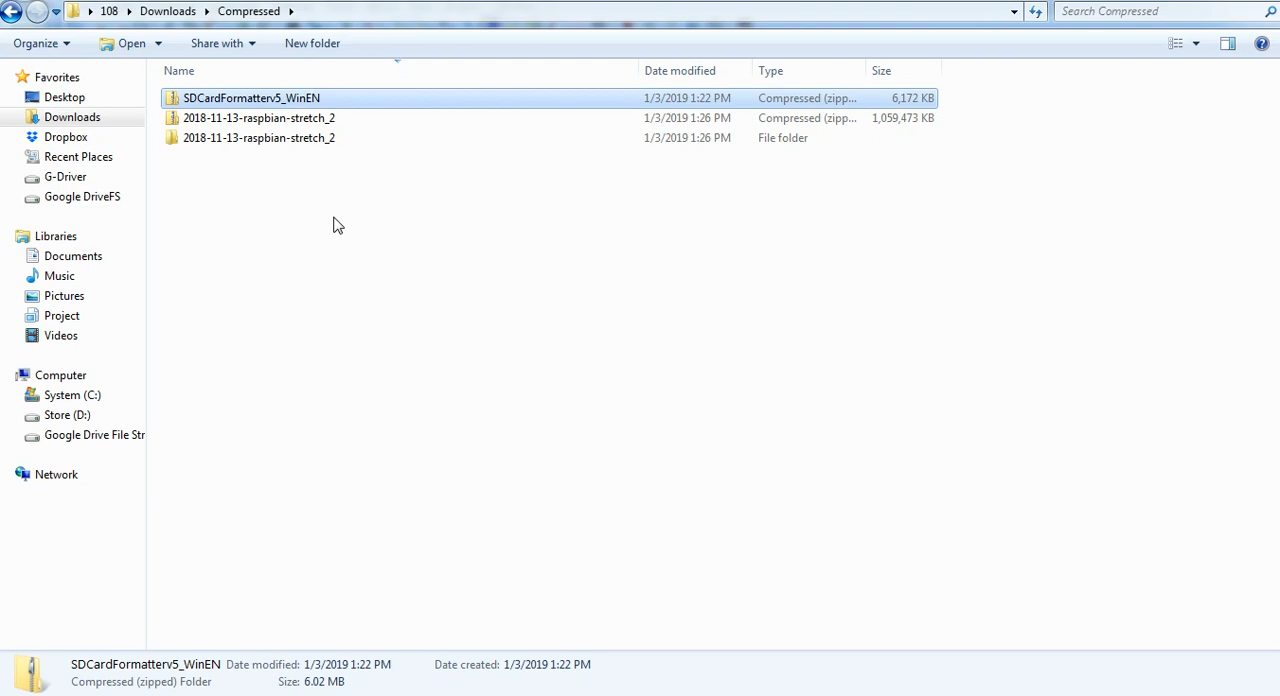 108 Downloads Compressed Search Compressed
Organize Open Share with New folder
Name Date modified Type Size
SDCardFormatterv5_WinEN 1/3/2019 1:22 PM Compressed (zipp... 6,172 KB
2018-11-13-raspbian-stretch_2 1/3/2019 1:26 PM Compressed (zipp... 1,059,473 KB
2018-11-13-raspbian-stretch_2 1/3/2019 1:26 PM File folder
Favorites
Desktop
Downloads
Dropbox
Recent Places
G-Driver
Google DriveFS
Libraries
Documents
Music
Pictures
Project
Videos
Computer
System (C:)
Store (D:)
Google Drive File Str
Network
SDCardFormatterv5_WinEN Date modified: 1/3/2019 1:22 PM Date created: 1/3/2019 1:22 PM
Compressed (zipped) Folder Size: 6.02 MB